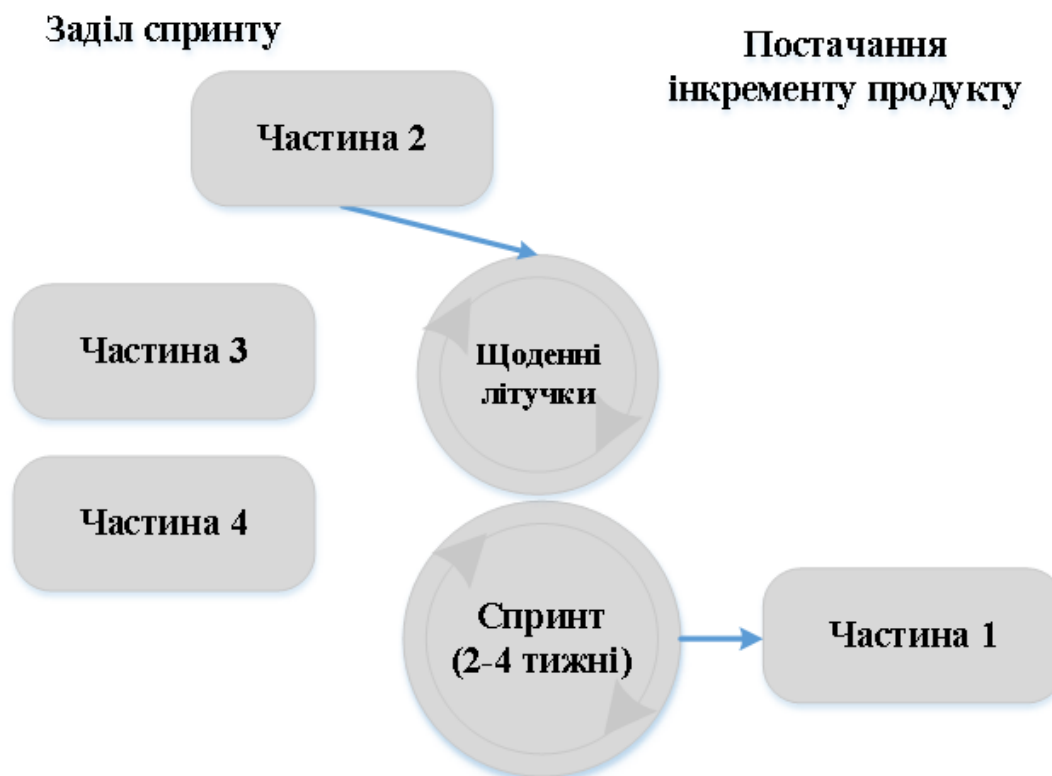 Заділ спринту
Постачання
інкременту продукту
Частина 2
Частина 3
Щоденні
літучки
Частина 4
Спринт
(2-4 тижні)
Частина 1